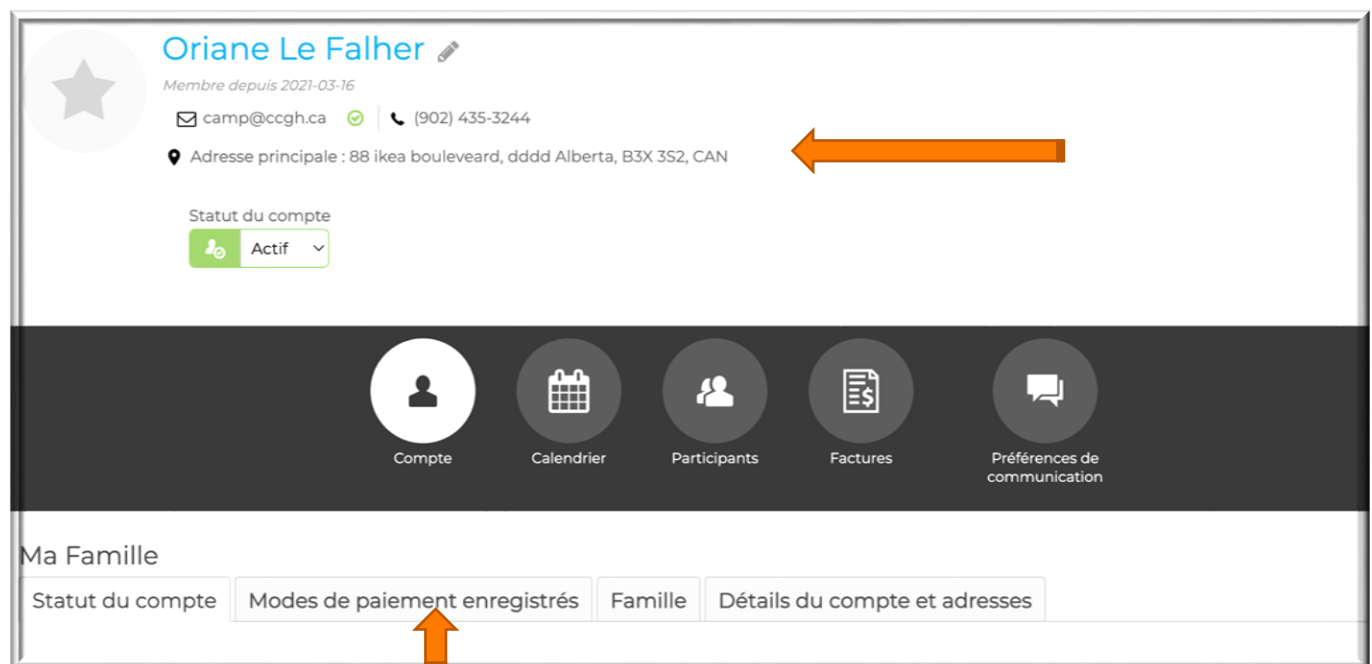 Oriane Le Falher
Membre depuis 2021-03-16
camp@ccgh.ca (902) 435-3244
Adresse principale : 88 ikea bouleveard, dddd Alberta, B3X 3S2, CAN
Statut du compte
Actif
Compte Calendrier Participants Factures Préférences de
communication
Ma Famille
Statut du compte Modes de paiement enregistrés Famille Détails du compte et adresses